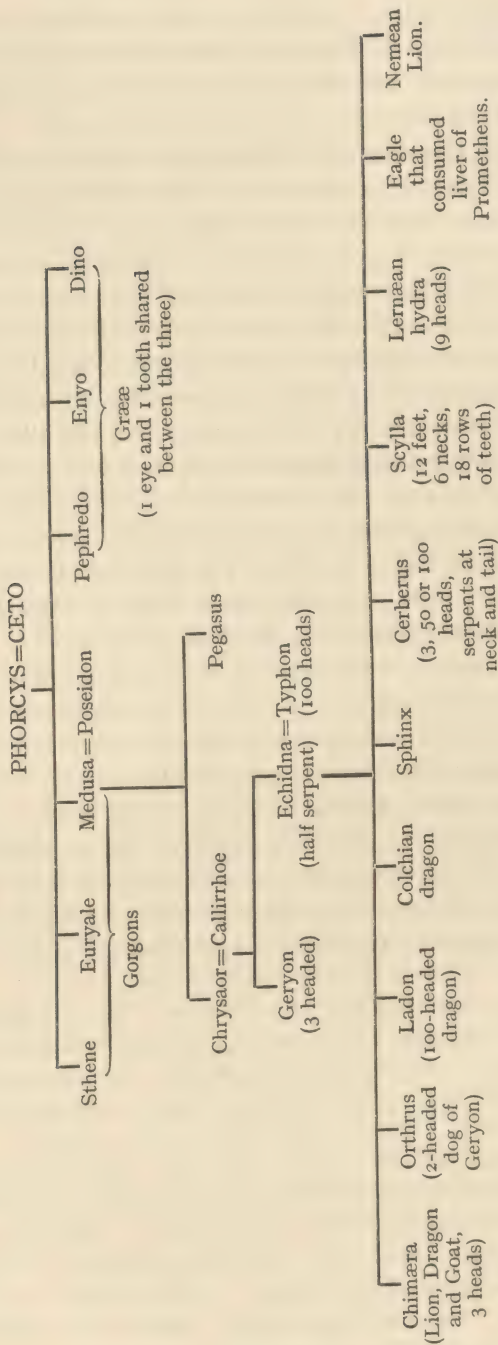 PHORCYS=CETO
Sthene
Euryale
Medusa=Poseidon
Pephredo
Enyo
Dino
Gorgons
Grææ
(1 eye and 1 tooth shared
between the three)
Chrysaor=Callirrhoe
Pegasus
Geryon
(3 headed)
Echidna=Typhon
(half serpent) (100 heads)
Chimæra
(Lion, Dragon
and Goat,
3 heads)
Orthrus
(2-headed
dog of
Geryon)
Ladon
(100-headed
dragon)
Colchian
dragon
Sphinx
Cerberus
(3, 50 or 100
heads,
serpents at
neck and tail)
Scylla
(12 feet,
6 necks,
18 rows
of teeth)
Lernæan
hydra
(9 heads)
Eagle
that
consumed
liver of
Prometheus.
Nemean
Lion.